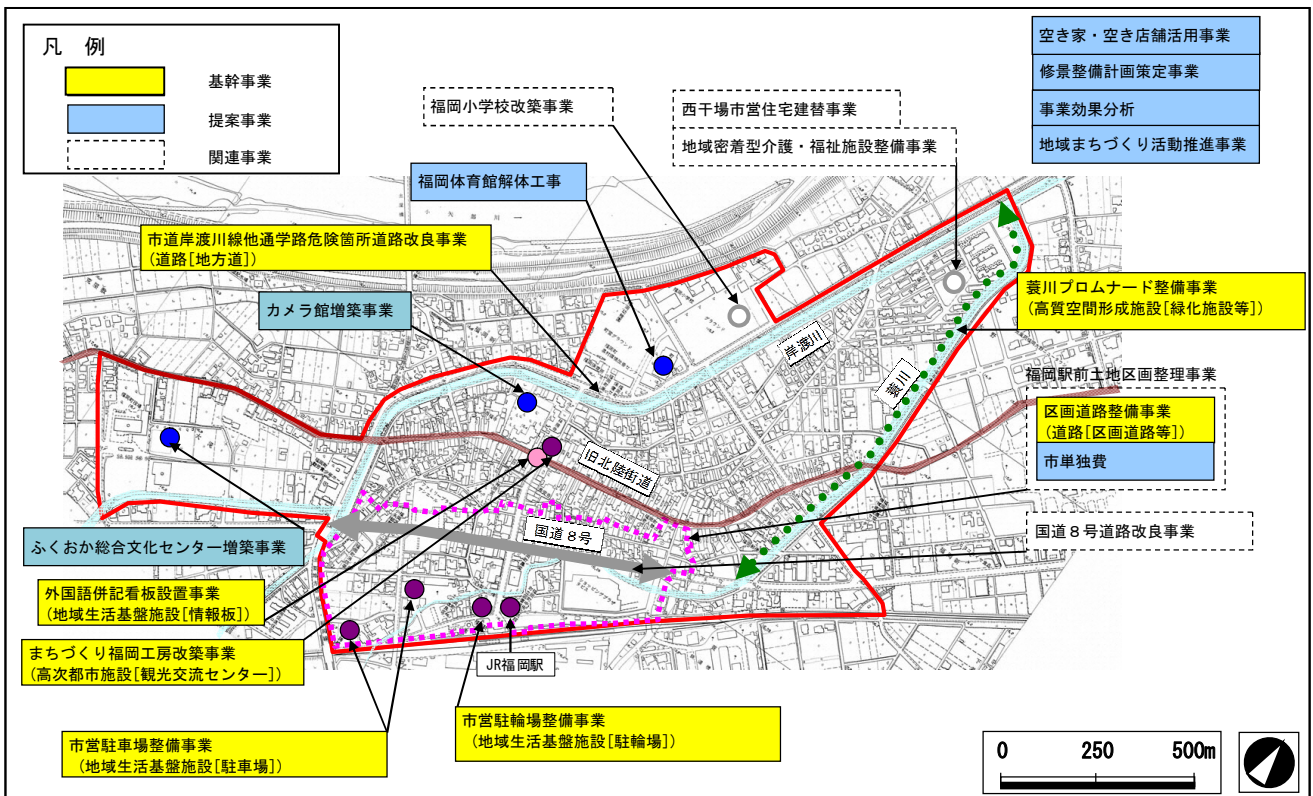 凡 例
基幹事業
提案事業
関連事業
空き家・空き店舗活用事業
修景整備計画策定事業
事業効果分析
地域まちづくり活動推進事業
福岡小学校改築事業
西干場市営住宅建替事業
地域密着型介護・福祉施設整備事業
福岡体育館解体工事
市道岸渡川線他通学路危険箇所道路改良事業
(道路[地方道])
カメラ館増築事業
蓑川プロムナード整備事業
(高質空間形成施設[緑化施設等])
岸渡川
蓑川
福岡駅前土地区画整理事業
区画道路整備事業
(道路[区画道路等])
市単独費
旧北陸街道
国道8号
国道8号道路改良事業
ふくおか総合文化センター増築事業
外国語併記看板設置事業
(地域生活基盤施設[情報板])
まちづくり福岡工房改築事業
(高次都市施設[観光交流センター])
JR福岡駅
市営駐車場整備事業
(地域生活基盤施設[駐車場])
市営駐輪場整備事業
(地域生活基盤施設[駐輪場])
0 250 500m